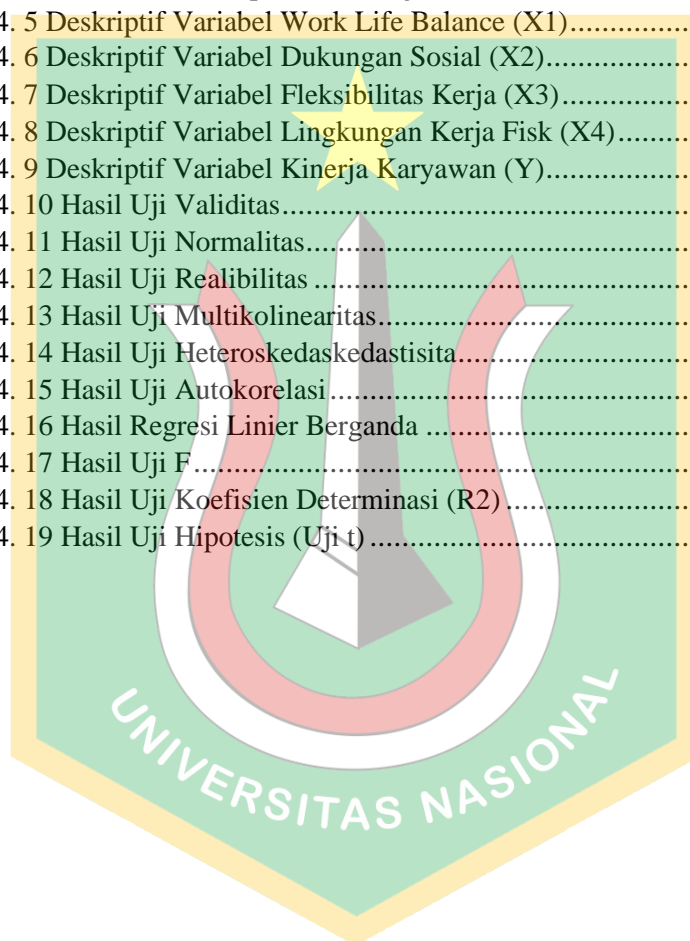 4. 5 Deskriptif Variabel Work Life Balance (X1)................
4. 6 Deskriptif Variabel Dukungan Sosial (X2)...................
4. 7 Deskriptif Variabel Fleksibilitas Kerja (X3)................
4. 8 Deskriptif Variabel Lingkungan Kerja Fisk (X4).........
4. 9 Deskriptif Variabel Kinerja Karyawan (Y)...................
4. 10 Hasil Uji Validitas.......................................................
4. 11 Hasil Uji Normalitas....................................................
4. 12 Hasil Uji Realibilitas ..................................................
4. 13 Hasil Uji Multikolinearitas..........................................
4. 14 Hasil Uji Heteroskedaskedastisita...............................
4. 15 Hasil Uji Autokorelasi.................................................
4. 16 Hasil Regresi Linier Berganda ...................................
4. 17 Hasil Uji F....................................................................
4. 18 Hasil Uji Koefisien Determinasi (R2) ........................
4. 19 Hasil Uji Hipotesis (Uji t) ...........................................
UNIVERSITAS NASIONAL